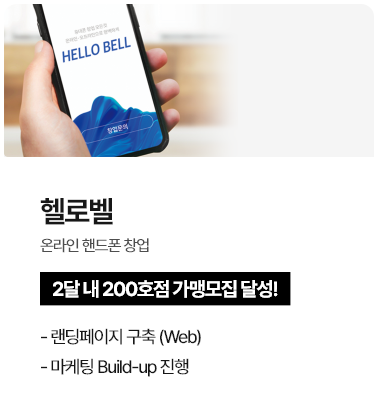 HELLO BELL
창업문의
헬로벨
온라인 핸드폰 창업
2달 내 200호점 가맹모집 달성!
- 랜딩페이지 구축 (Web)
- 마케팅 Build-up 진행